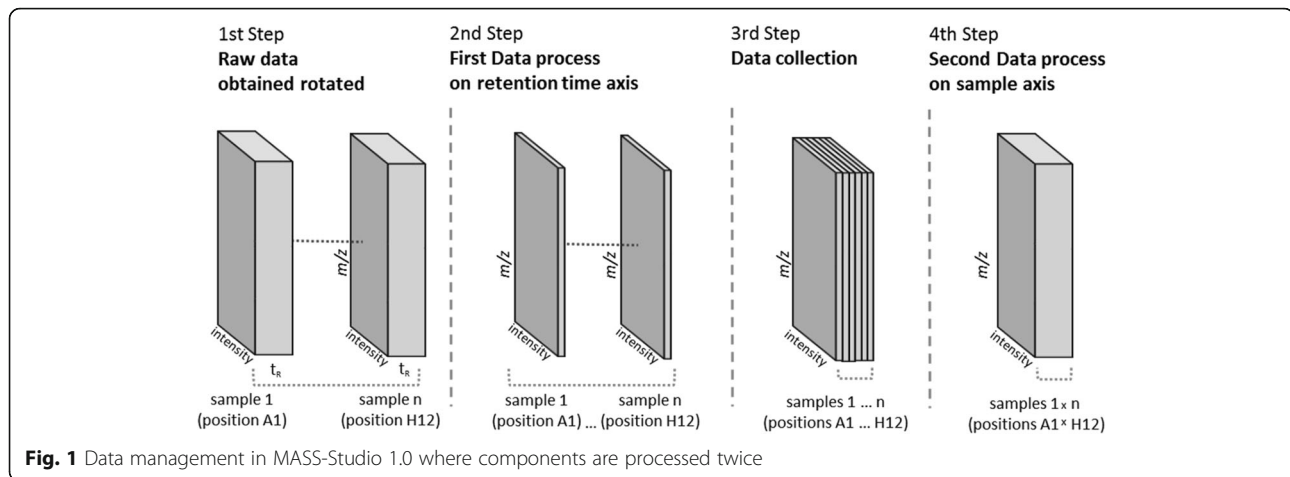 1st Step
Raw data
obtained rotated
m/z
intensity
intensity
t_R
t_R
sample 1
(position A1)
sample n
(position H12)
2nd Step
First Data process
on retention time axis
m/z
m/z
intensity
intensity
sample 1
(position A1) ...
sample n
(position H12)
3rd Step
Data collection
m/z
intensity
samples 1 ... n
(positions A1 ... H12)
4th Step
Second Data process
on sample axis
m/z
intensity
samples 1 x n
(positions A1 x H12)
Fig. 1 Data management in MASS-Studio 1.0 where components are processed twice